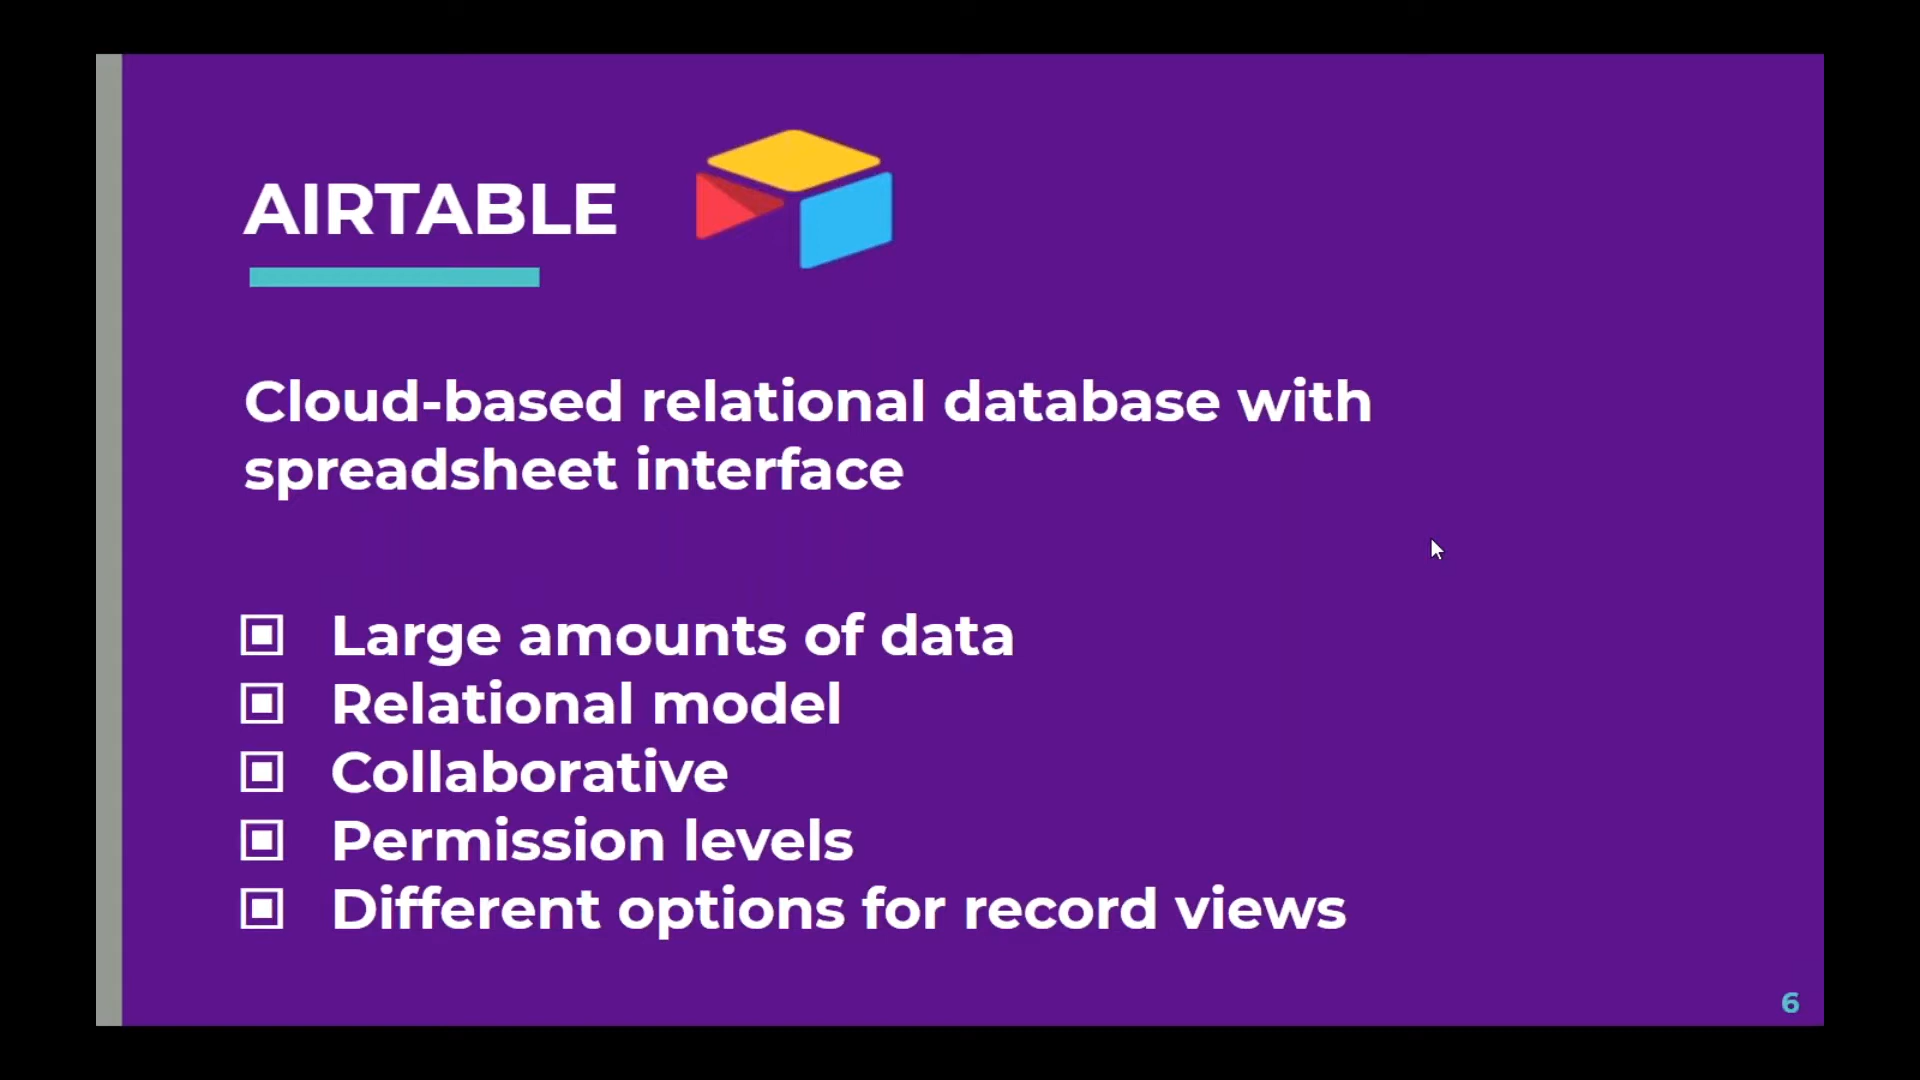 AIRTABLE
Cloud-based relational database with
spreadsheet interface
Large amounts of data
Relational model
Collaborative
Permission levels
Different options for record views
6